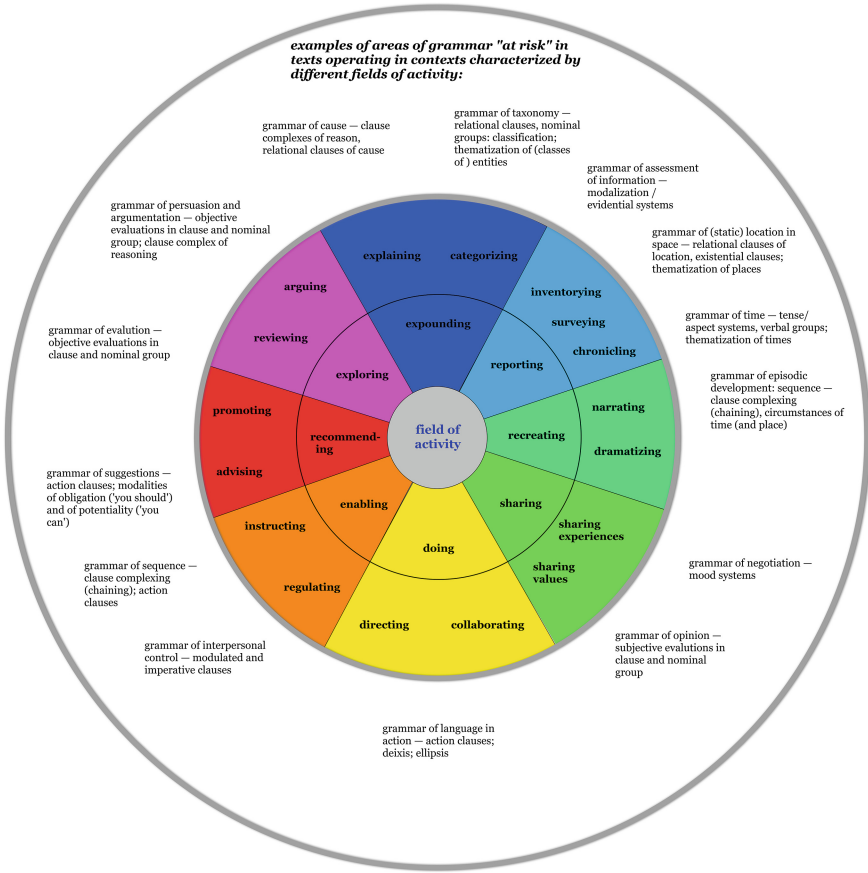 examples of areas of grammar "at risk" in
texts operating in contexts characterized by
different fields of activity:
grammar of cause — clause
complexes of reason,
relational clauses of cause
grammar of taxonomy —
relational clauses, nominal
groups: classification;
thematization of (classes
of ) entities
grammar of assessment
of information —
modalization /
evidential systems
grammar of persuasion and
argumentation — objective
evaluations in clause and nominal
group; clause complex of
reasoning
grammar of (static) location in
space — relational clauses of
location, existential clauses;
thematization of places
grammar of time — tense/
aspect systems, verbal groups;
thematization of times
grammar of evalution —
objective evaluations in
clause and nominal group
grammar of episodic
development: sequence —
clause complexing
(chaining), circumstances of
time (and place)
grammar of suggestions —
action clauses; modalities
of obligation ('you should')
and of potentiality ('you
can')
grammar of sequence —
clause complexing
(chaining); action
clauses
grammar of negotiation —
mood systems
grammar of interpersonal
control — modulated and
imperative clauses
grammar of opinion —
subjective evaluations in
clause and nominal
group
grammar of language in
action — action clauses;
deixis; ellipsis
explaining
categorizing
expounding
inventorying
surveying
chronicling
reporting
arguing
reviewing
exploring
narrating
dramatizing
recreating
promoting
advising
recommend-
ing
field of
activity
sharing
sharing
experiences
sharing
values
enabling
instructing
regulating
doing
directing
collaborating